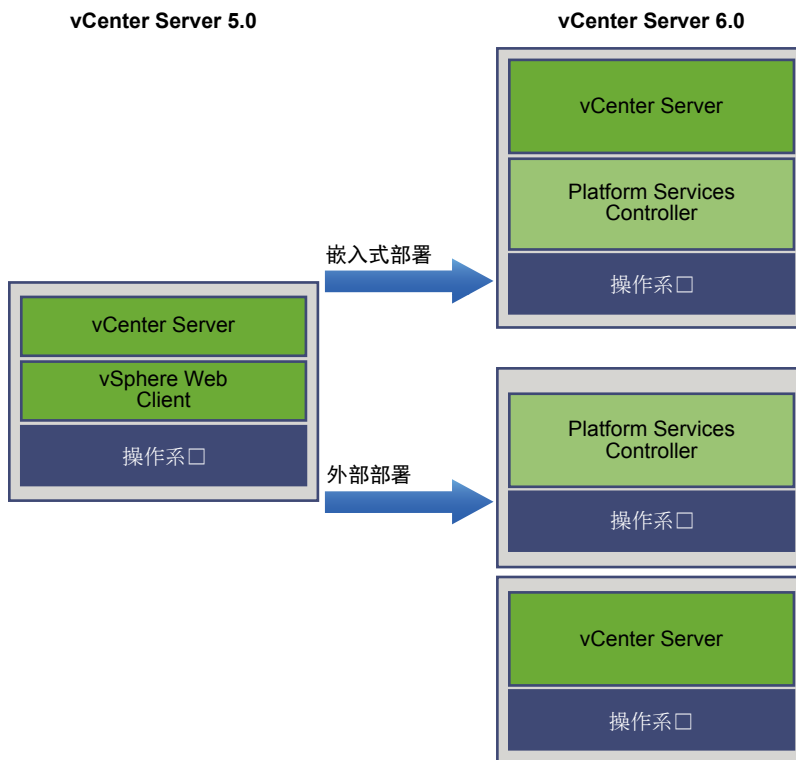 vCenter Server 5.0
vCenter Server 6.0
vCenter Server
Platform Services
Controller
操作系□
嵌入式部署
vCenter Server
vSphere Web
Client
操作系□
外部部署
Platform Services
Controller
操作系□
vCenter Server
操作系□